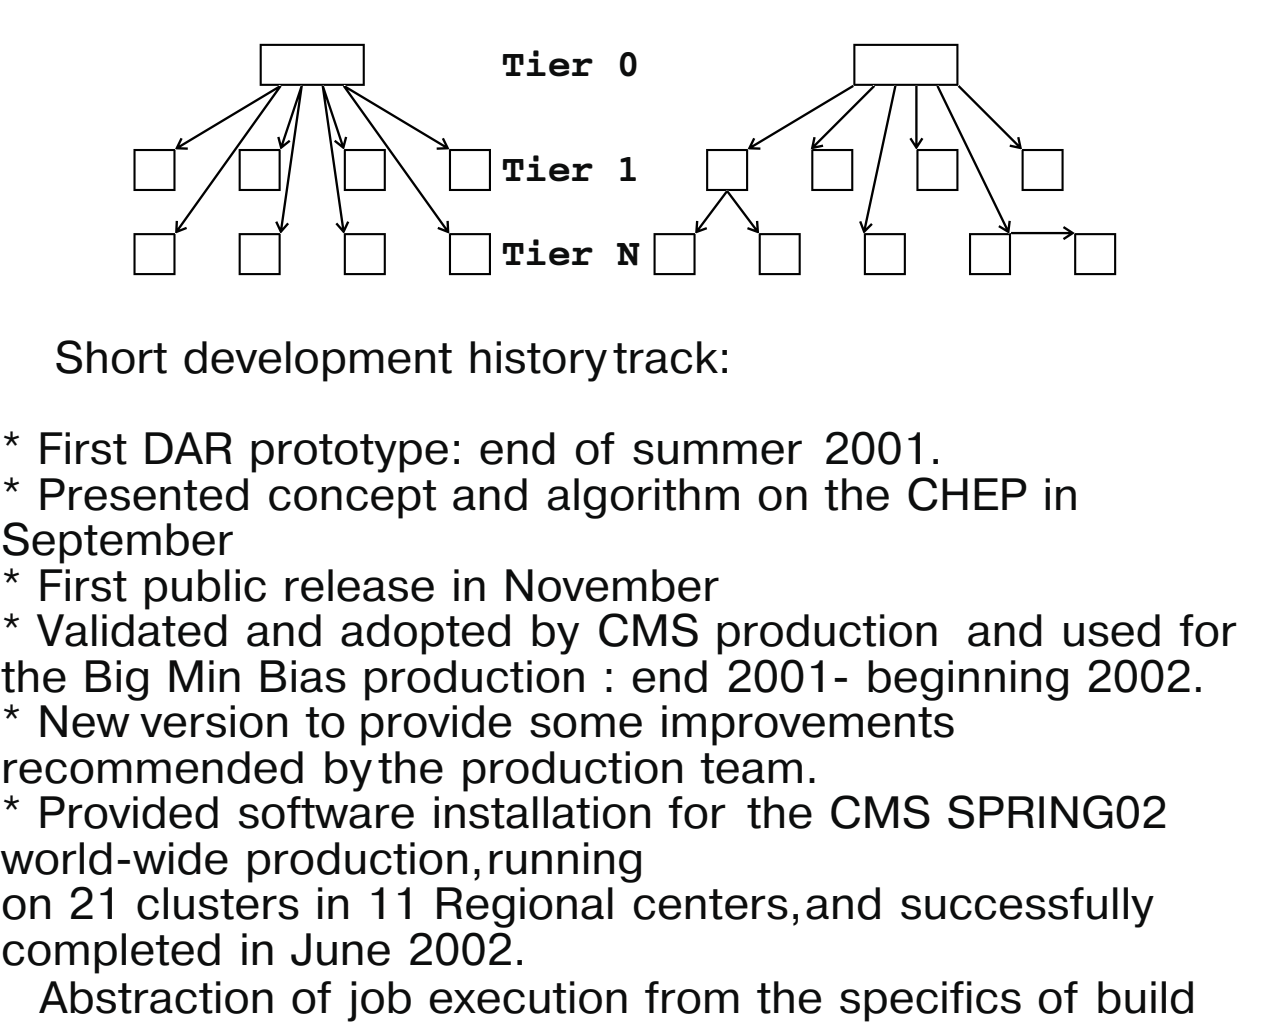 Tier 0
Tier 1
Tier N
Short development history track:
* First DAR prototype: end of summer 2001.
* Presented concept and algorithm on the CHEP in
September
* First public release in November
* Validated and adopted by CMS production and used for
the Big Min Bias production : end 2001- beginning 2002.
* New version to provide some improvements
recommended by the production team.
* Provided software installation for the CMS SPRING02
world-wide production,running
on 21 clusters in 11 Regional centers,and successfully
completed in June 2002.
Abstraction of job execution from the specifics of build